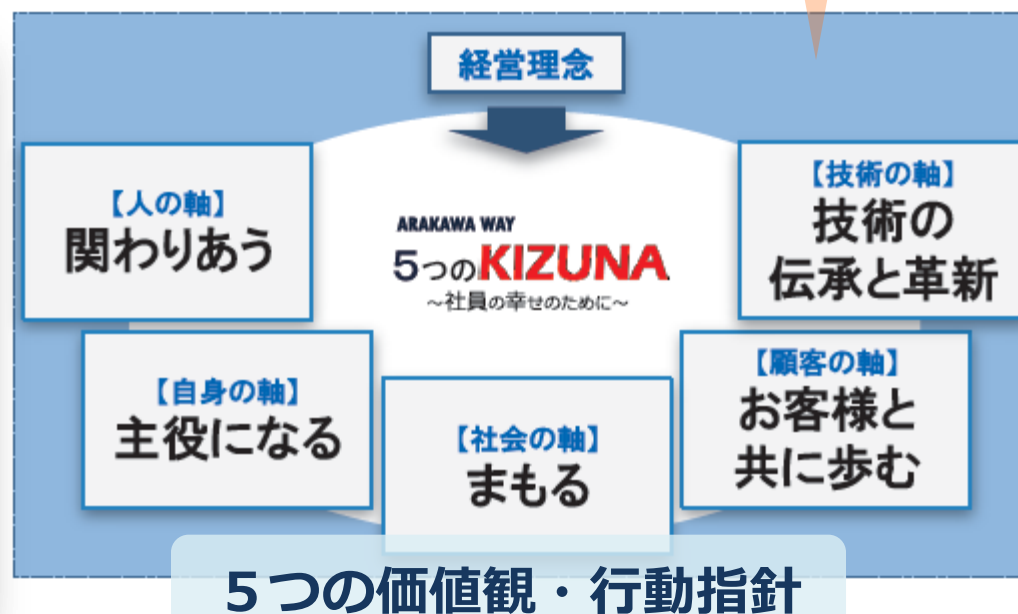 経営理念
ARAKAWA WAY
5つのKIZUNA
～社員の幸せのために～
【人の軸】
関わりあう
【技術の軸】
技術の
伝承と革新
【自身の軸】
主役になる
【社会の軸】
まもる
【顧客の軸】
お客様と
共に歩む
５つの価値観・行動指針